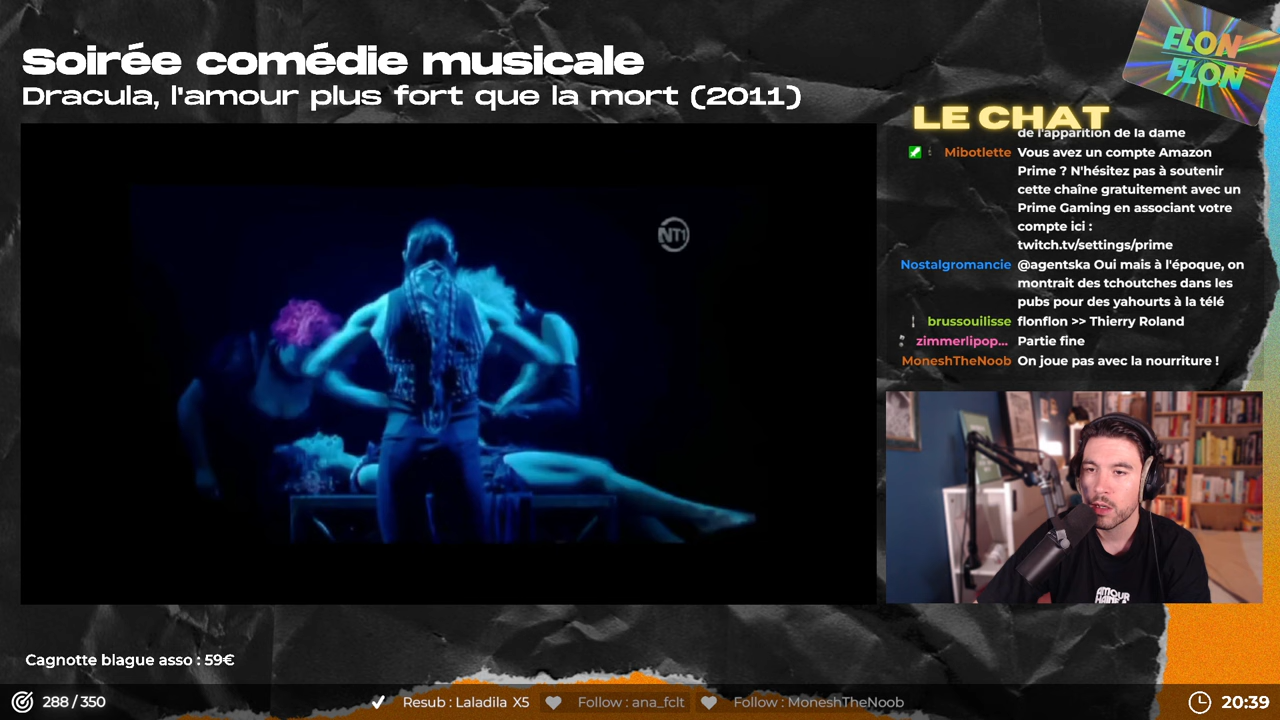 Soirée comédie musicale
Dracula, l'amour plus fort que la mort (2011)
FLON
FLON
LE CHAT
de l'apparition de la dame
Mibotlette Vous avez un compte Amazon
Prime ? N'hésitez pas à soutenir
cette chaîne gratuitement avec un
Prime Gaming en associant votre
compte ici :
twitch.tv/settings/prime
Nostalgromancie @agentska Oui mais à l'époque, on
montrait des tchoutches dans les
pubs pour des yahourts à la télé
brussouilisse flonflon >> Thierry Roland
zimmerlipop... Partie fine
MoneshTheNoob On joue pas avec la nourriture !
NT1
AMOUR
Cagnotte blague asso : 59€
288 / 350
Resub : Laladila X5
Follow : ana_fclt
Follow : MoneshTheNoob
20:39